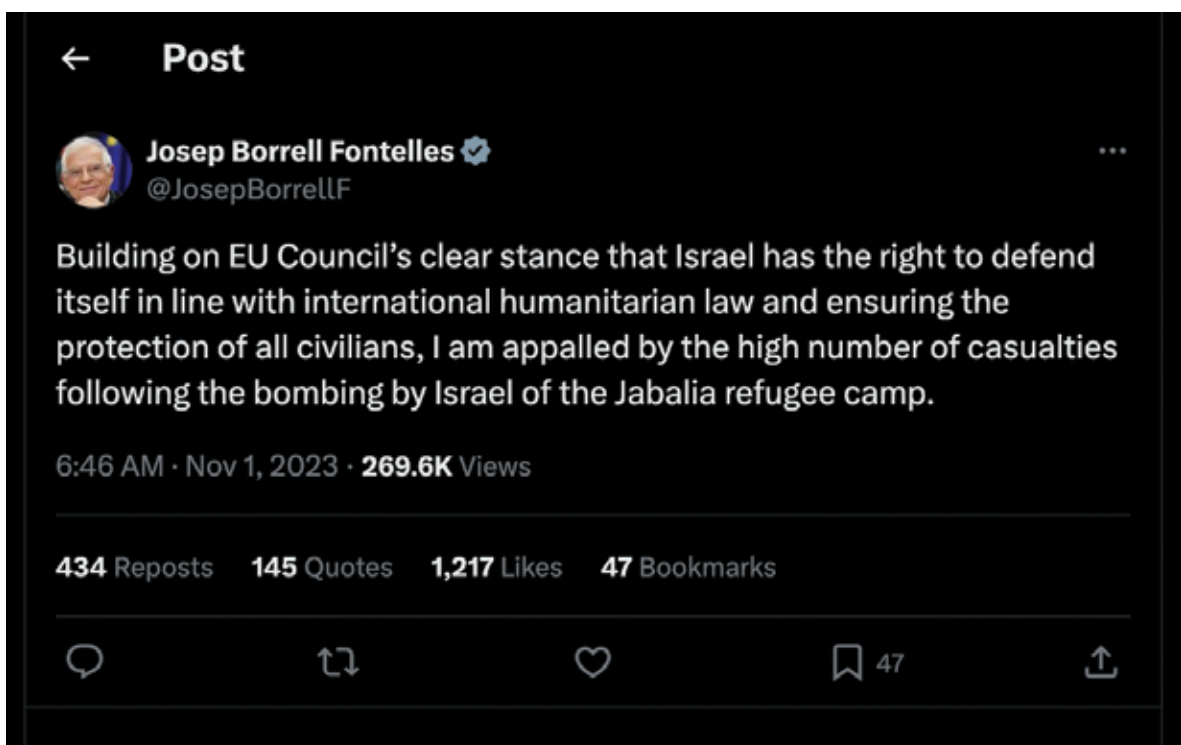 Post
Josep Borrell Fontelles
@JosepBorrellF
Building on EU Council’s clear stance that Israel has the right to defend
itself in line with international humanitarian law and ensuring the
protection of all civilians, I am appalled by the high number of casualties
following the bombing by Israel of the Jabalia refugee camp.
6:46 AM · Nov 1, 2023 · 269.6K Views
434 Reposts 145 Quotes 1,217 Likes 47 Bookmarks
47